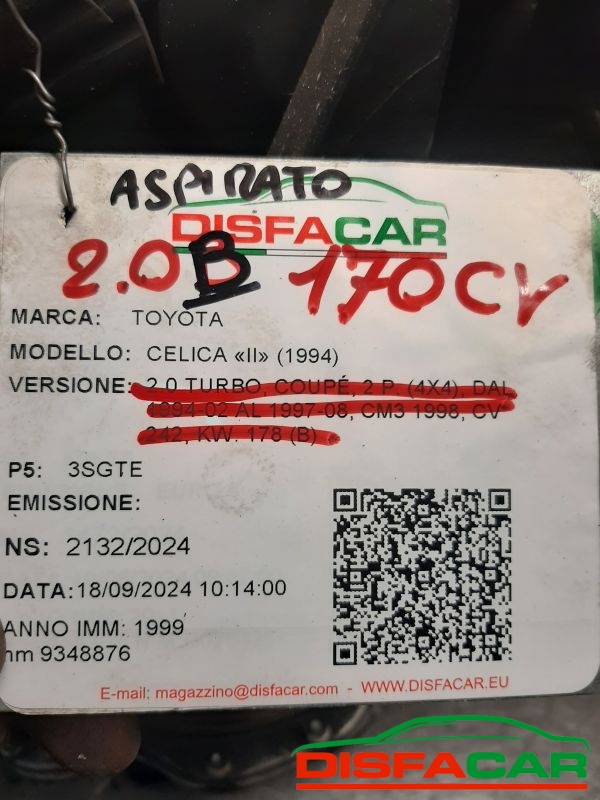 ASPIRATO
DISFACAR
2.0 B 170CV
MARCA: TOYOTA
MODELLO: CELICA «II» (1994)
VERSIONE: 2.0 TURBO, COUPÉ, 2 P. (4X4), DAL
1994-02 AL 1997-08, CM3 1998, CV
242, KW. 178 (B)
P5: 3SGTE
EMISSIONE:
NS: 2132/2024
DATA:18/09/2024 10:14:00
ANNO IMM: 1999
nm 9348876
E-mail: magazzino@disfacar.com - WWW.DISFACAR.EU
DISFACAR